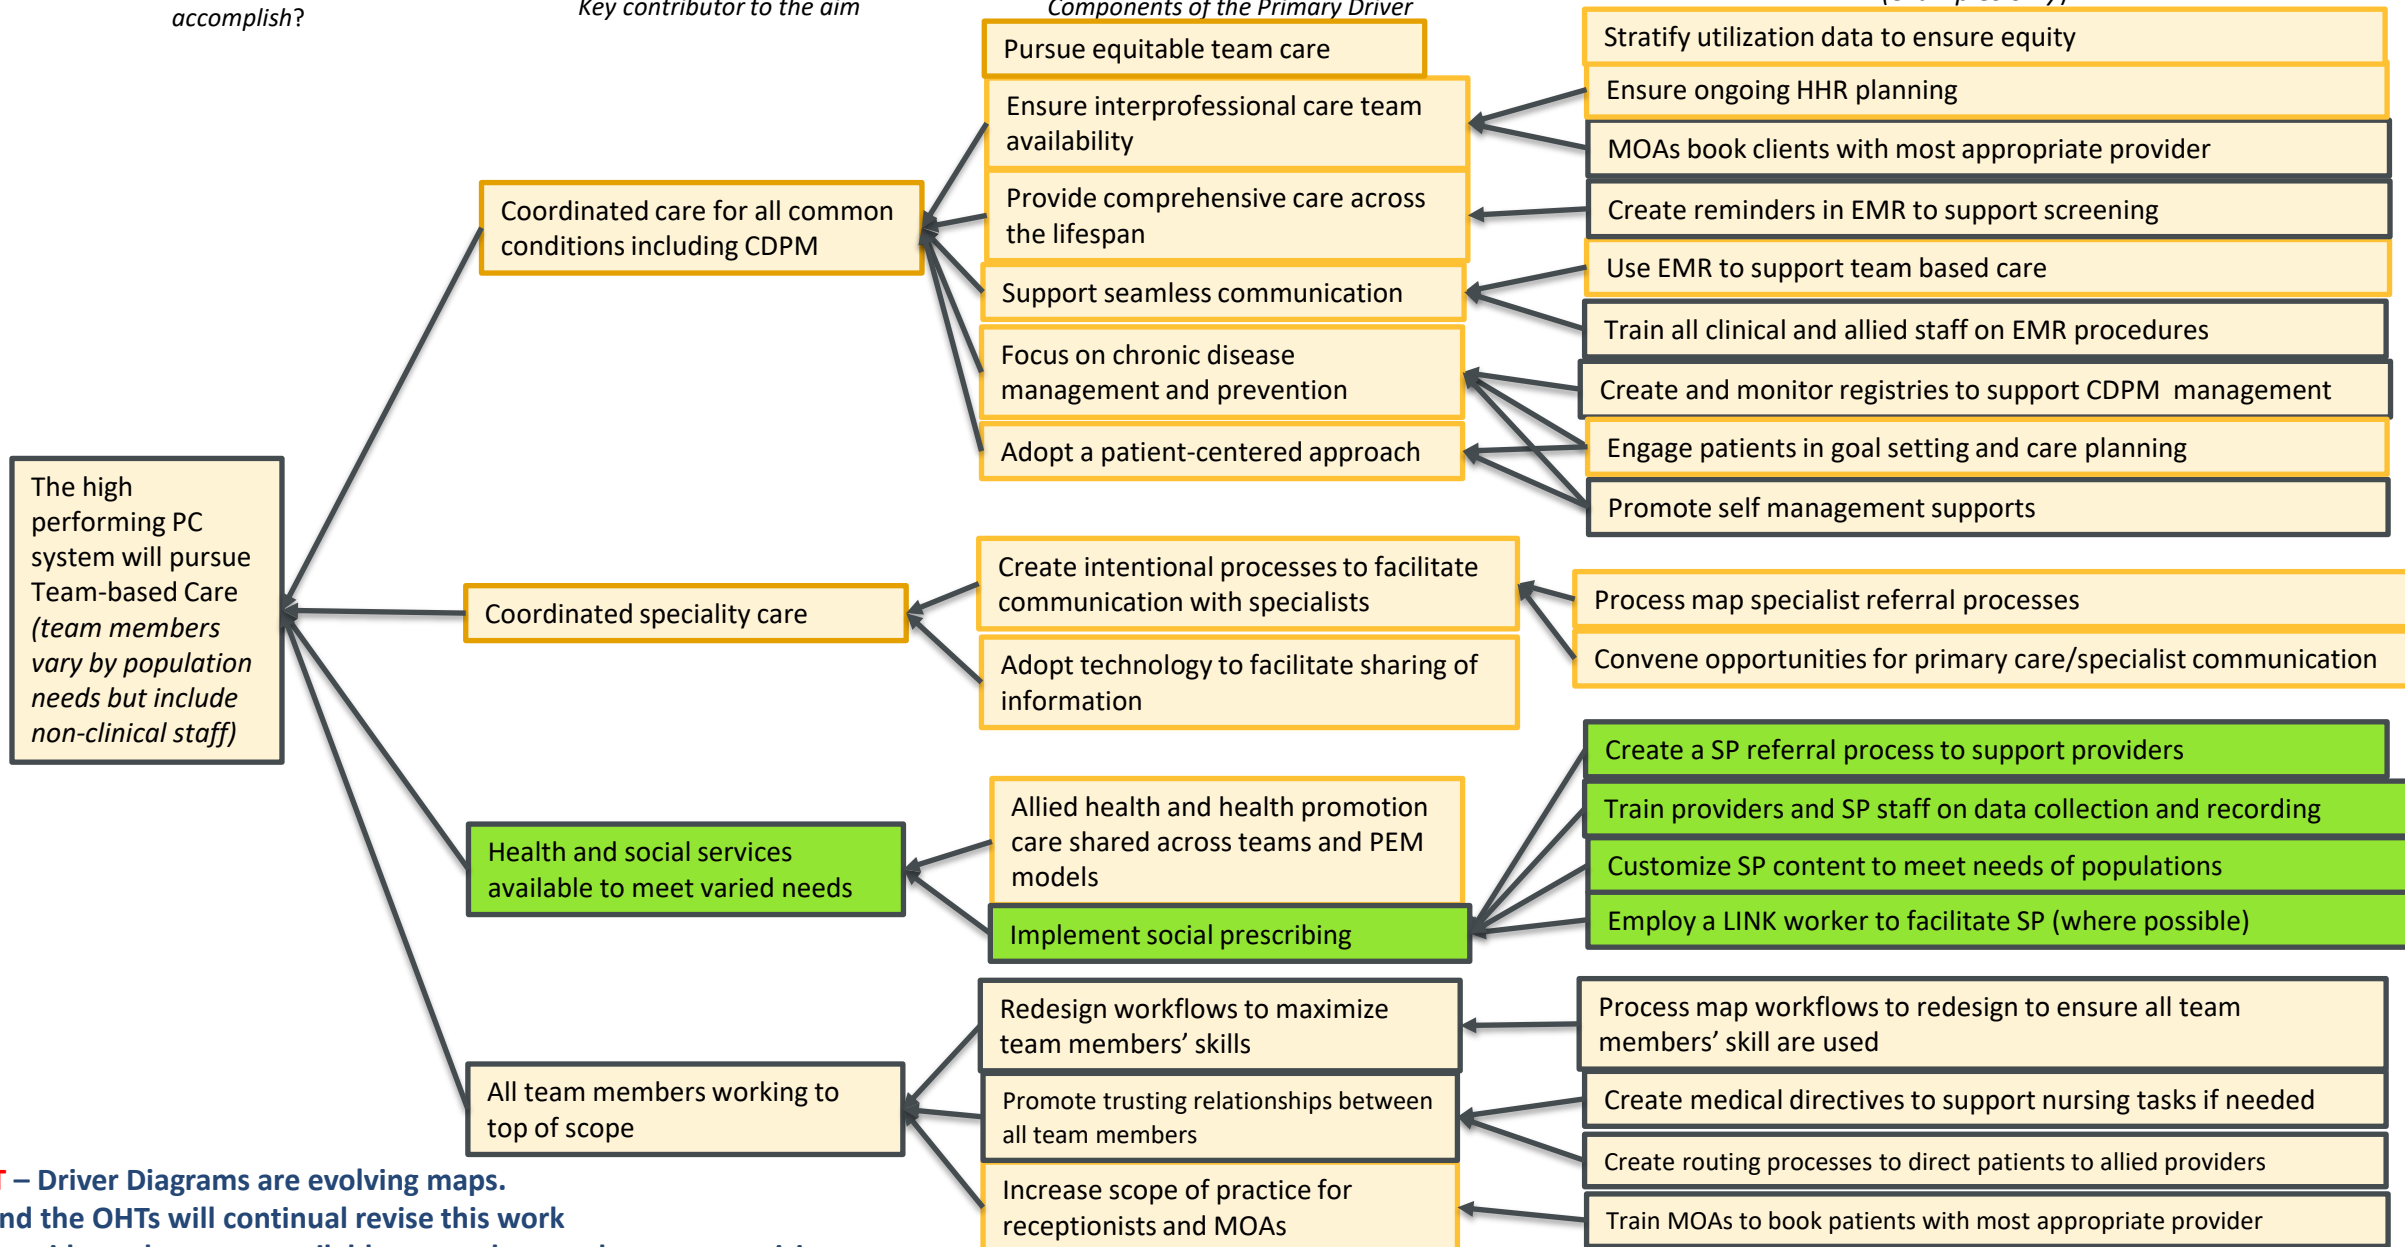 accomplish?
Key contributor to the aim
Components of the Primary Driver
Pursue equitable team care
Ensure interprofessional care team
availability
Provide comprehensive care across
the lifespan
Support seamless communication
Focus on chronic disease
management and prevention
Adopt a patient-centered approach
Stratify utilization data to ensure equity
Ensure ongoing HHR planning
MOAs book clients with most appropriate provider
Create reminders in EMR to support screening
Use EMR to support team based care
Train all clinical and allied staff on EMR procedures
Create and monitor registries to support CDPM management
Engage patients in goal setting and care planning
Promote self management supports
Coordinated care for all common
conditions including CDPM
The high
performing PC
system will pursue
Team-based Care
(team members
vary by population
needs but include
non-clinical staff)
Coordinated speciality care
Create intentional processes to facilitate
communication with specialists
Adopt technology to facilitate sharing of
information
Process map specialist referral processes
Convene opportunities for primary care/specialist communication
Health and social services
available to meet varied needs
Allied health and health promotion
care shared across teams and PEM
models
Implement social prescribing
Create a SP referral process to support providers
Train providers and SP staff on data collection and recording
Customize SP content to meet needs of populations
Employ a LINK worker to facilitate SP (where possible)
All team members working to
top of scope
Redesign workflows to maximize
team members’ skills
Promote trusting relationships between
all team members
Increase scope of practice for
receptionists and MOAs
Process map workflows to redesign to ensure all team
members’ skill are used
Create medical directives to support nursing tasks if needed
Create routing processes to direct patients to allied providers
Train MOAs to book patients with most appropriate provider
T – Driver Diagrams are evolving maps.
nd the OHTs will continual revise this work